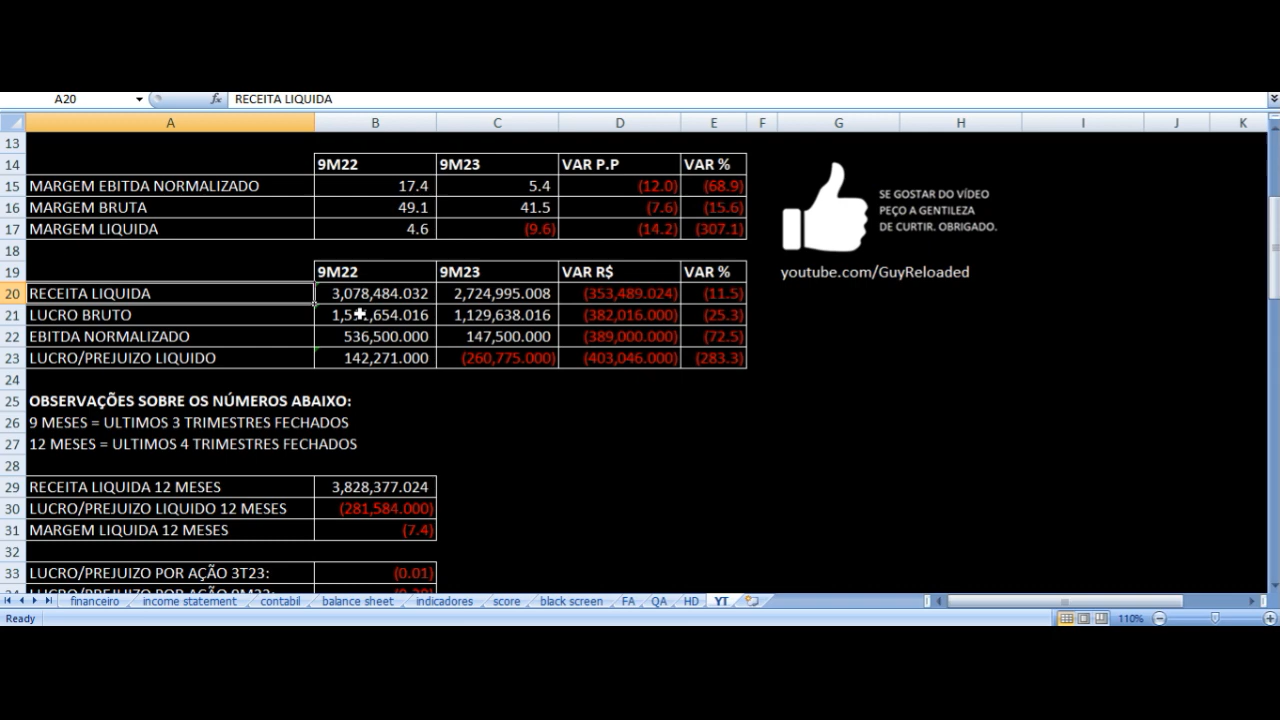 A20 fx RECEITA LIQUIDA
A B C D E F G H I J K
13
14 9M22 9M23 VAR P.P VAR %
15 MARGEM EBITDA NORMALIZADO 17.4 5.4 (12.0) (68.9)
16 MARGEM BRUTA 49.1 41.5 (7.6) (15.6)
17 MARGEM LIQUIDA 4.6 (9.6) (14.2) (307.1)
SE GOSTAR DO VÍDEO
PEÇO A GENTILEZA
DE CURTIR. OBRIGADO.
18
19 9M22 9M23 VAR R$ VAR %
youtube.com/GuyReloaded
20 RECEITA LIQUIDA 3,078,484.032 2,724,995.008 (353,489.024) (11.5)
21 LUCRO BRUTO 1,129,638.016 (382,016.000) (25.3)
22 EBITDA NORMALIZADO 536,500.000 147,500.000 (389,000.000) (72.5)
23 LUCRO/PREJUIZO LIQUIDO 142,271.000 (260,775.000) (403,046.000) (283.3)
24
25 OBSERVAÇÕES SOBRE OS NÚMEROS ABAIXO:
26 9 MESES = ULTIMOS 3 TRIMESTRES FECHADOS
27 12 MESES = ULTIMOS 4 TRIMESTRES FECHADOS
28
29 RECEITA LIQUIDA 12 MESES 3,828,377.024
30 LUCRO/PREJUIZO LIQUIDO 12 MESES (281,584.000)
31 MARGEM LIQUIDA 12 MESES (7.4)
32
33 LUCRO/PREJUIZO POR AÇÃO 3T23: (0.01)
financeiro income statement contabil balance sheet indicadores score black screen FA QA HD YT
Ready 110%